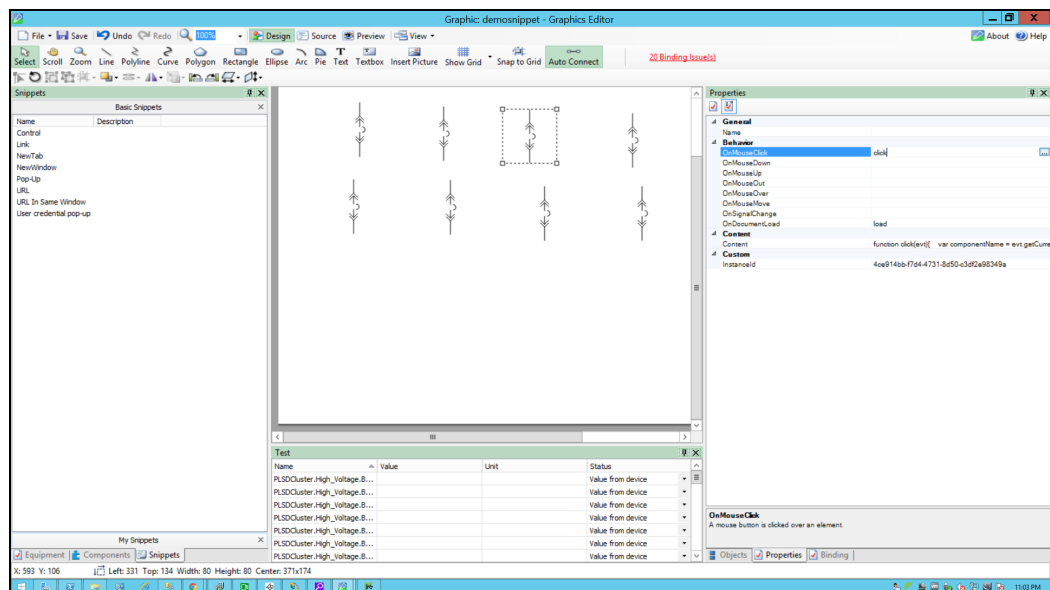 Graphic: demosnippet - Graphics Editor
File Save Undo Redo 100% Design Source Preview View About Help
Select Scroll Zoom Line Polyline Curve Polygon Rectangle Ellipse Arc Pie Text Textbox Insert Picture Show Grid Snap to Grid Auto Connect 20 Binding Issue(s)
Snippets
Basic Snippets
Name Description
Control
Link
NewTab
NewWindow
Pop-Up
URL
URL In Same Window
User credential pop-up
My Snippets
Equipment Components Snippets
Test
Name Value Unit Status
PLSDCluster.High_Voltage.B... Value from device
PLSDCluster.High_Voltage.B... Value from device
PLSDCluster.High_Voltage.B... Value from device
PLSDCluster.High_Voltage.B... Value from device
PLSDCluster.High_Voltage.B... Value from device
PLSDCluster.High_Voltage.B... Value from device
PLSDCluster.High_Voltage.B... Value from device
Properties
General
Name
Behavior
OnMouseClick click
OnMouseDown
OnMouseUp
OnMouseOut
OnMouseOver
OnMouseMove
OnSignalChange
OnDocumentLoad load
Content
Content function click(evt){ var componentName = evt.getCurre
Custom
InstanceId 4ce914bb-f7d4-4731-8d50-c3df2e98349a
OnMouseClick
A mouse button is clicked over an element.
Objects Properties Binding
X: 593 Y: 106 Left: 331 Top: 134 Width: 80 Height: 80 Center: 371x174
11:03 PM